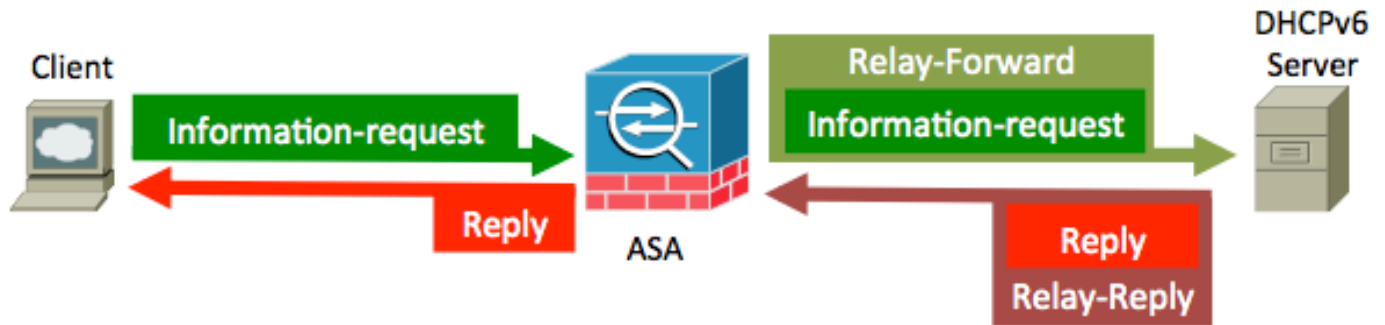 Client
Information-request
Reply
ASA
Relay-Forward
Information-request
Reply
Relay-Reply
DHCPv6
Server